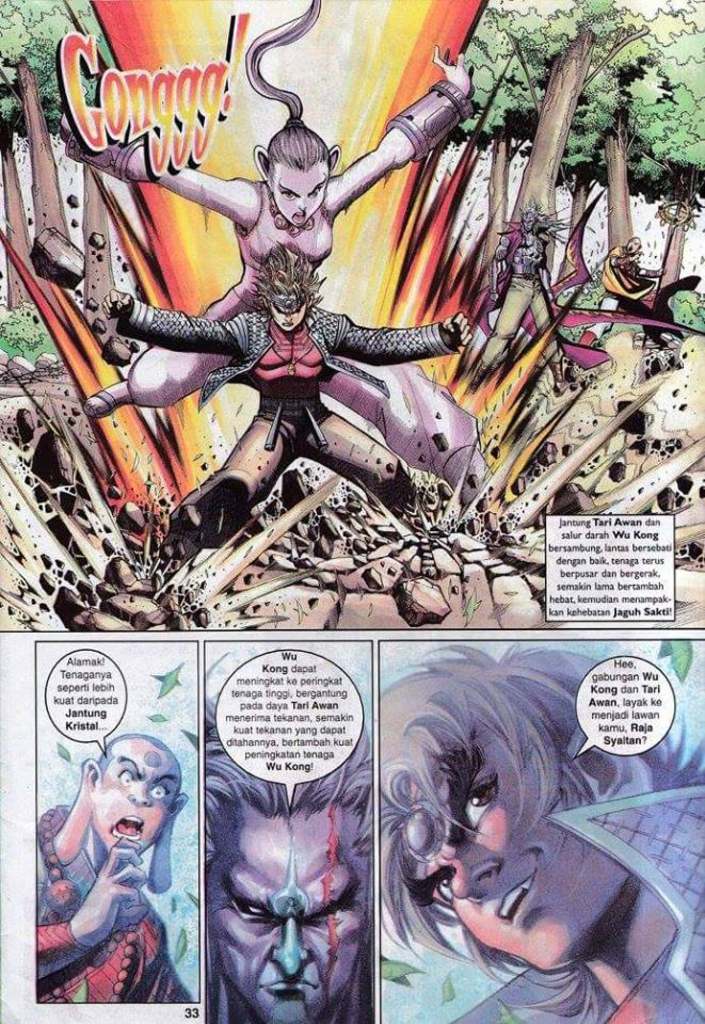 Gonggg!
Jantung Tari Awan dan
salur darah Wu Kong
bersambung, lantas bersebati
dengan baik, tenaga terus
berpusar dan bergerak,
semakin lama bertambah
hebat, kemudian menampak-
kan kehebatan Jaguh Sakti!
Alamak!
Tenaganya
seperti lebih
kuat daripada
Jantung
Kristal...
Wu
Kong dapat
meningkat ke peringkat
tenaga tinggi, bergantung
pada daya Tari Awan
menerima tekanan, semakin
kuat tekanan yang dapat
ditahannya, bertambah kuat
peningkatan tenaga
Wu Kong!
Hee,
gabungan Wu
Kong dan Tari
Awan, layak ke
menjadi lawan
kamu, Raja
Syaitan?
33